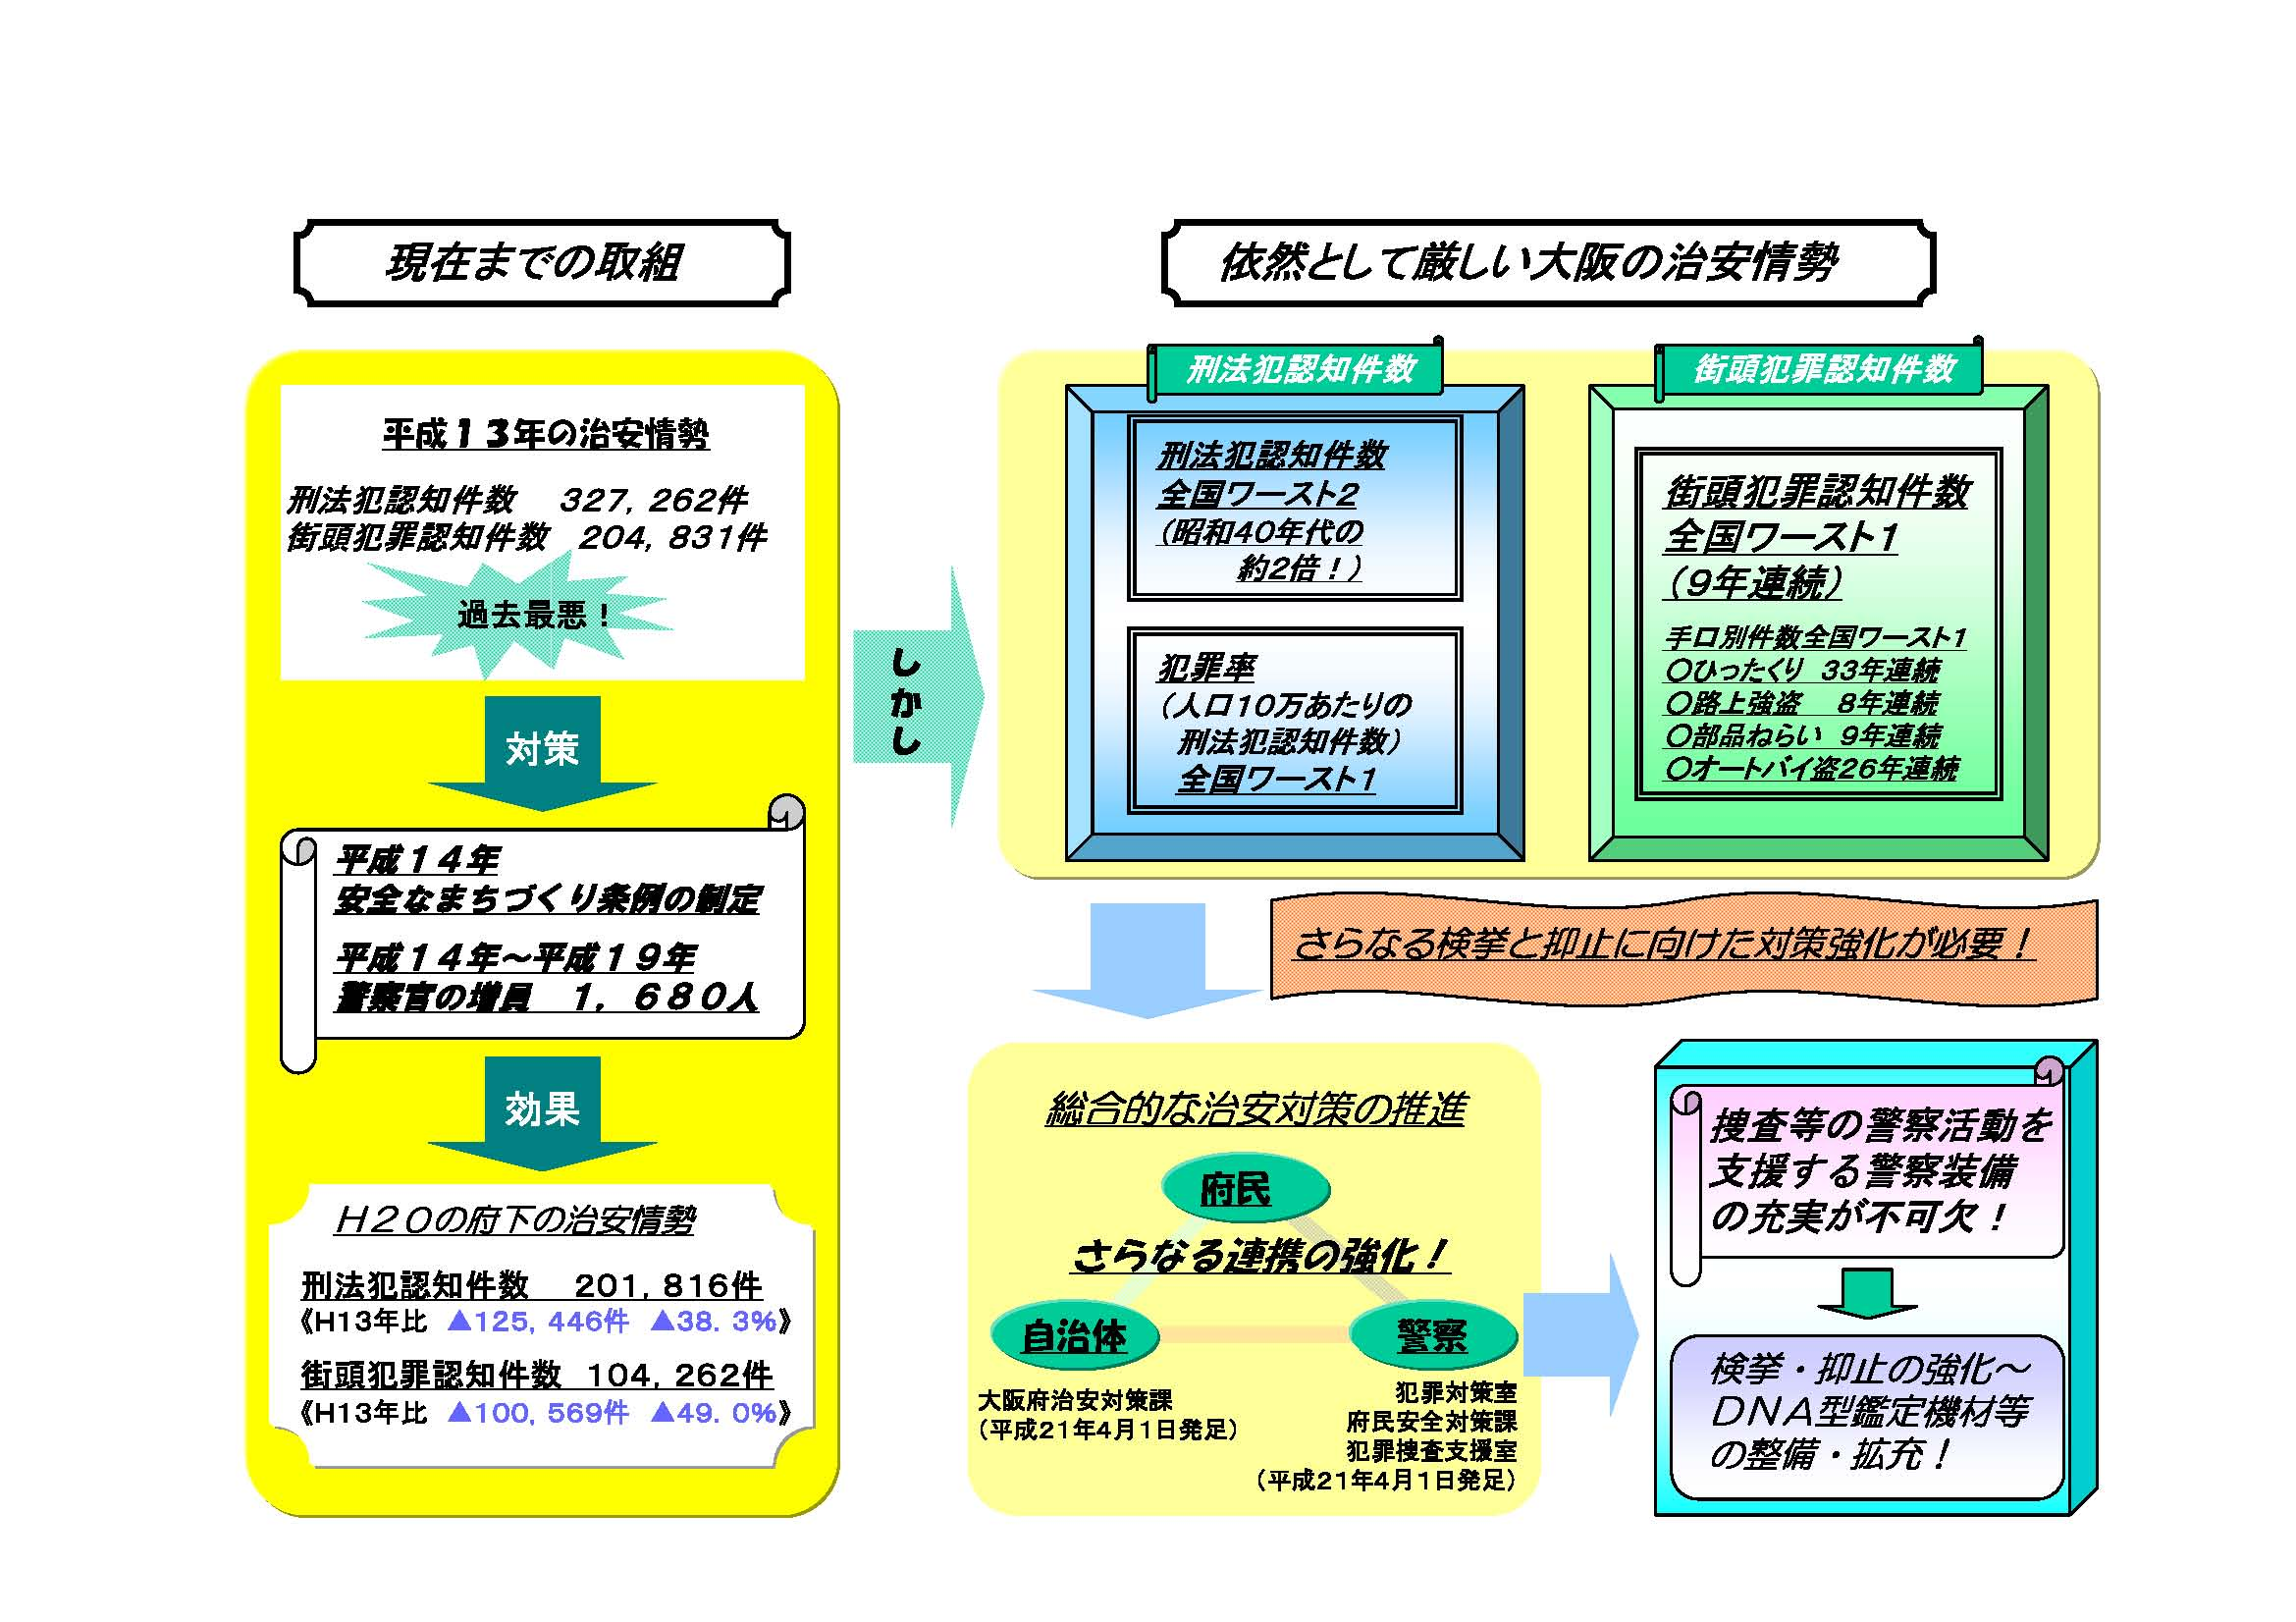 現在までの取組
平成13年の治安情勢
刑法犯認知件数　327,262件
街頭犯罪認知件数　204,831件
過去最悪！
対策
平成14年
安全なまちづくり条例の制定
平成14年～平成19年
警察官の増員　1,680人
効果
H20の府下の治安情勢
刑法犯認知件数　201,816件
《H13年比　▲125,446件　▲38.3%》
街頭犯罪認知件数　104,262件
《H13年比　▲100,569件　▲49.0%》
しかし
依然として厳しい大阪の治安情勢
刑法犯認知件数
刑法犯認知件数
全国ワースト2
（昭和40年代の
約2倍！）
犯罪率
（人口10万あたりの
刑法犯認知件数）
全国ワースト1
街頭犯罪認知件数
街頭犯罪認知件数
全国ワースト1
（9年連続）
手口別件数全国ワースト1
○ひったくり　33年連続
○路上強盗　8年連続
○部品ねらい　9年連続
○オートバイ盗26年連続
さらなる検挙と抑止に向けた対策強化が必要！
総合的な治安対策の推進
府民
さらなる連携の強化！
自治体
警察
大阪府治安対策課
（平成21年4月1日発足）
犯罪対策室
府民安全対策課
犯罪捜査支援室
（平成21年4月1日発足）
捜査等の警察活動を
支援する警察装備
の充実が不可欠！
検挙・抑止の強化～
DNA型鑑定機材等
の整備・拡充！